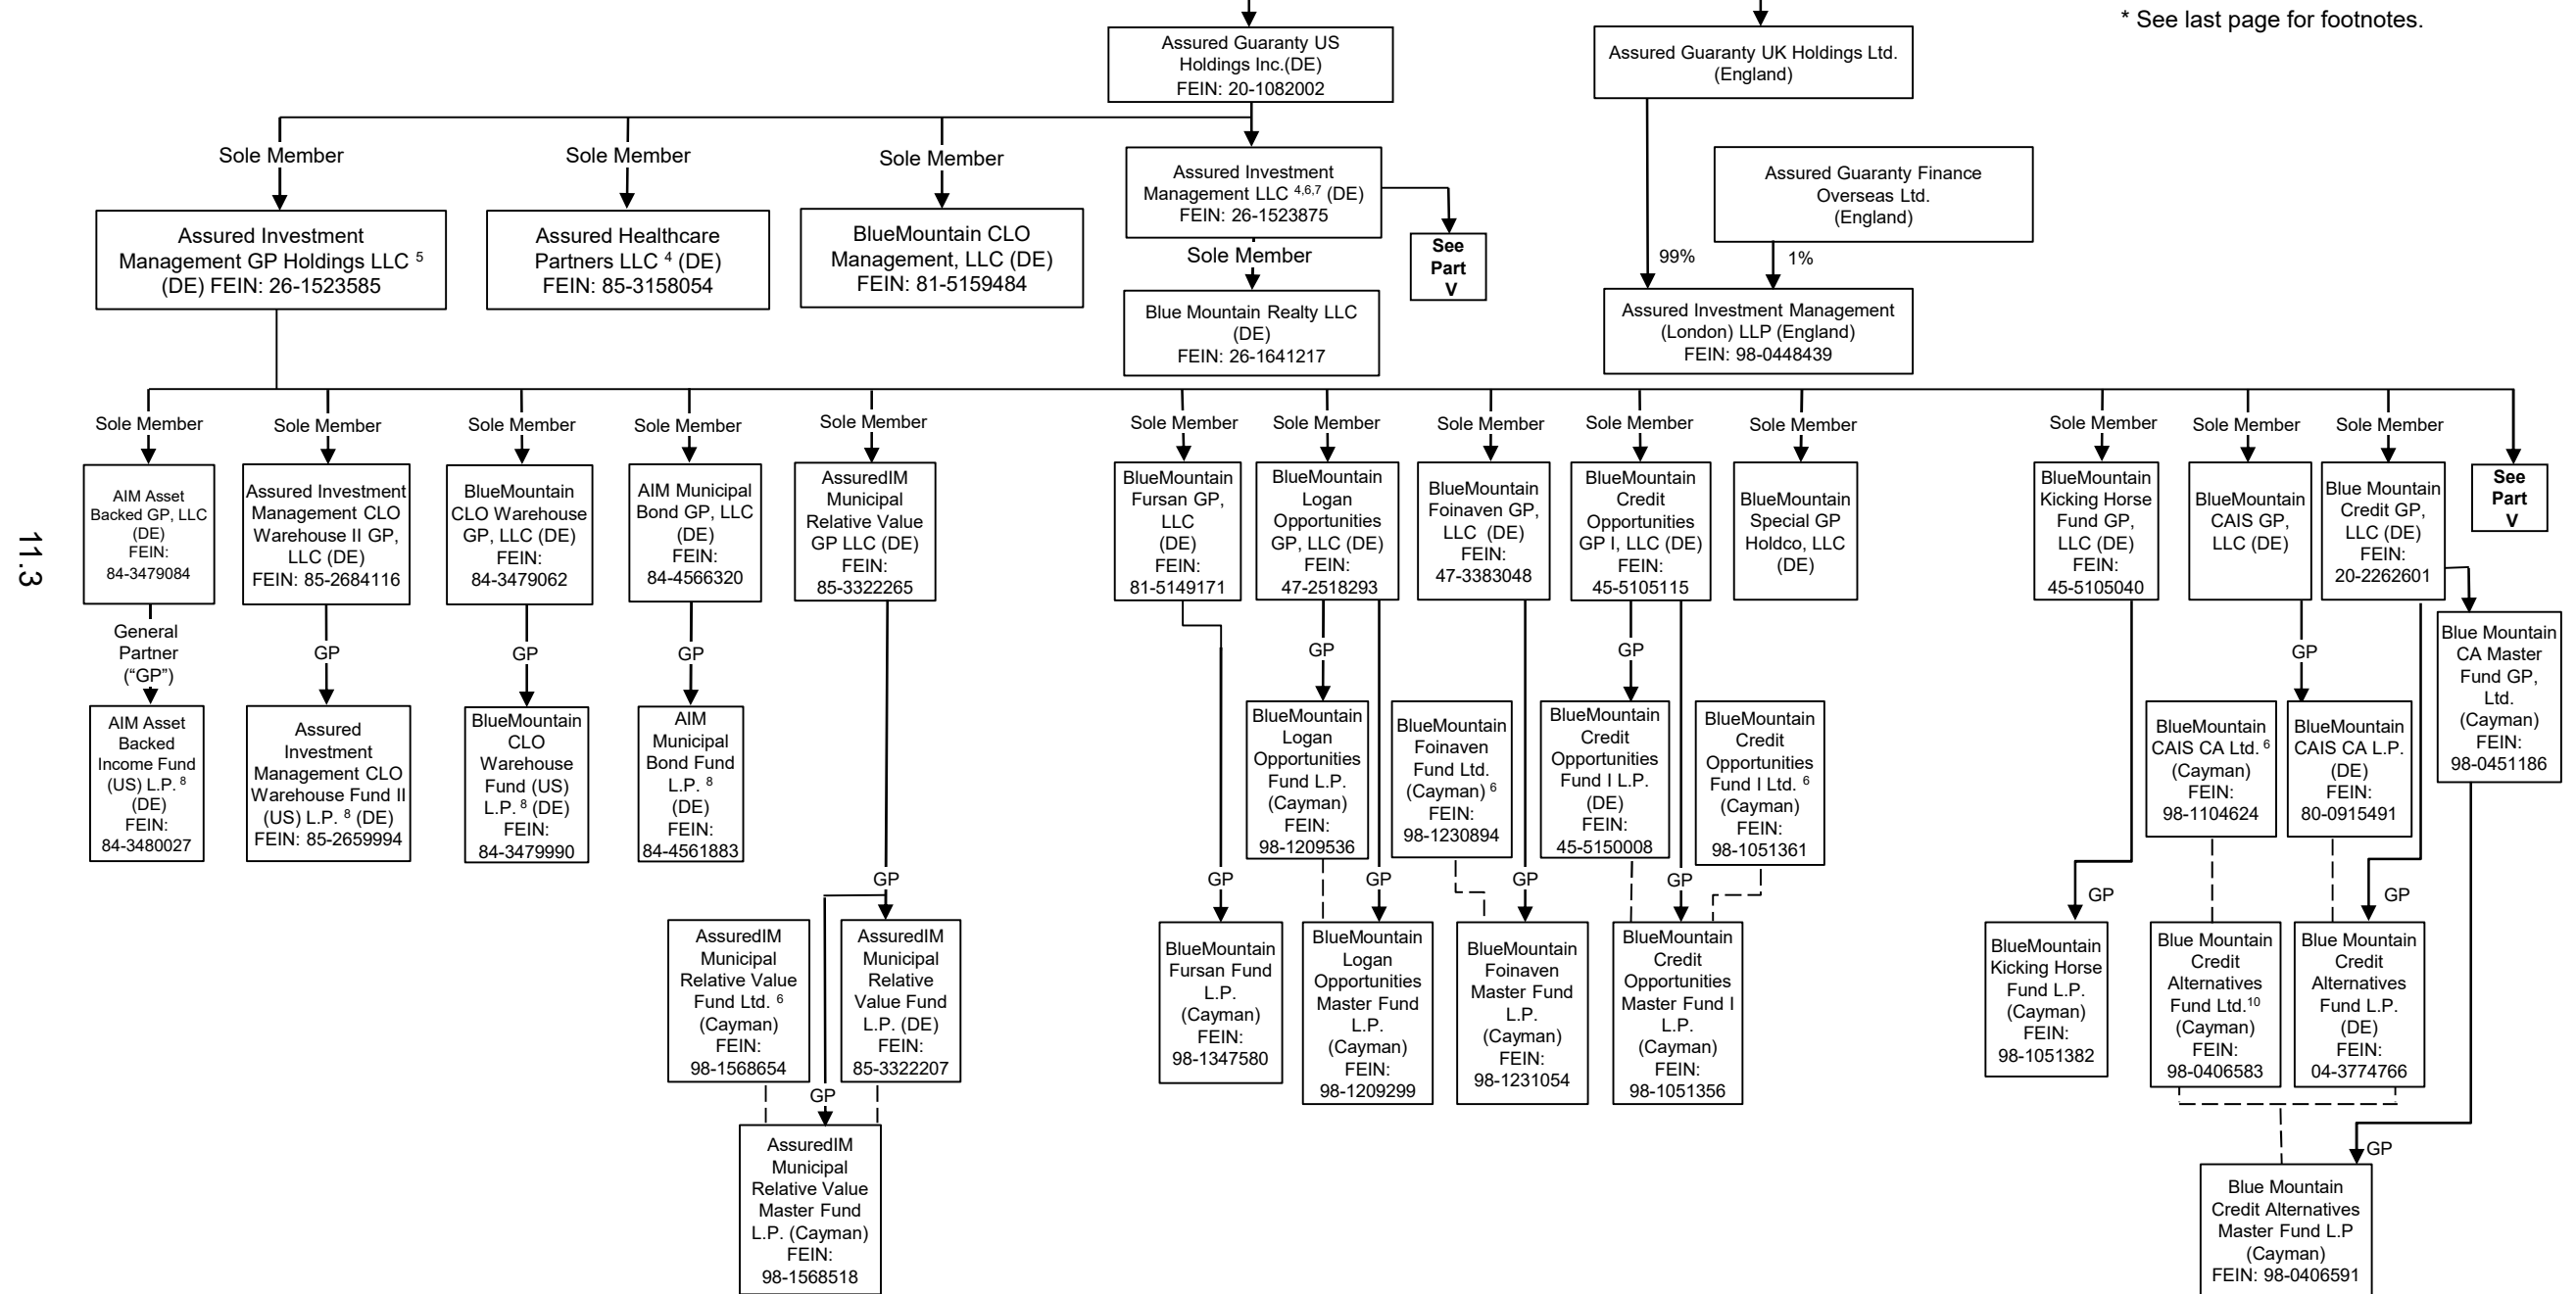 * See last page for footnotes.
Assured Guaranty US
Holdings Inc.(DE)
FEIN: 20-1082002
Assured Guaranty UK Holdings Ltd.
(England)
Sole Member
Sole Member
Sole Member
Assured Investment
Management LLC 4,6,7 (DE)
FEIN: 26-1523875
Assured Guaranty Finance
Overseas Ltd.
(England)
Assured Investment
Management GP Holdings LLC 5
(DE) FEIN: 26-1523585
Assured Healthcare
Partners LLC 4 (DE)
FEIN: 85-3158054
BlueMountain CLO
Management, LLC (DE)
FEIN: 81-5159484
Sole Member
See
Part
V
99%
1%
Blue Mountain Realty LLC
(DE)
FEIN: 26-1641217
Assured Investment Management
(London) LLP (England)
FEIN: 98-0448439
Sole Member
Sole Member
Sole Member
Sole Member
Sole Member
Sole Member
Sole Member
Sole Member
Sole Member
Sole Member
Sole Member
Sole Member
Sole Member
AIM Asset
Backed GP, LLC
(DE)
FEIN:
84-3479084
Assured Investment
Management CLO
Warehouse II GP,
LLC (DE)
FEIN: 85-2684116
BlueMountain
CLO Warehouse
GP, LLC (DE)
FEIN:
84-3479062
AIM Municipal
Bond GP, LLC
(DE)
FEIN:
84-4566320
AssuredIM
Municipal
Relative Value
GP LLC (DE)
FEIN:
85-3322265
BlueMountain
Fursan GP,
LLC
(DE)
FEIN:
81-5149171
BlueMountain
Logan
Opportunities
GP, LLC (DE)
FEIN:
47-2518293
BlueMountain
Foinaven GP,
LLC (DE)
FEIN:
47-3383048
BlueMountain
Credit
Opportunities
GP I, LLC (DE)
FEIN:
45-5105115
BlueMountain
Special GP
Holdco, LLC
(DE)
BlueMountain
Kicking Horse
Fund GP,
LLC (DE)
FEIN:
45-5105040
BlueMountain
CAIS GP,
LLC (DE)
Blue Mountain
Credit GP,
LLC (DE)
FEIN:
20-2262601
See
Part
V
11.3
General
Partner
(“GP”)
GP
GP
GP
GP
GP
GP
Blue Mountain
CA Master
Fund GP,
Ltd.
(Cayman)
FEIN:
98-0451186
AIM Asset
Backed
Income Fund
(US) L.P. 8
(DE)
FEIN:
84-3480027
Assured
Investment
Management CLO
Warehouse Fund II
(US) L.P. 8 (DE)
FEIN: 85-2659994
BlueMountain
CLO
Warehouse
Fund (US)
L.P. 8 (DE)
FEIN:
84-3479990
AIM
Municipal
Bond Fund
L.P. 8
(DE)
FEIN:
84-4561883
BlueMountain
Logan
Opportunities
Fund L.P.
(Cayman)
FEIN:
98-1209536
BlueMountain
Foinaven
Fund Ltd.
(Cayman) 6
FEIN:
98-1230894
BlueMountain
Credit
Opportunities
Fund I L.P.
(DE)
FEIN:
45-5150008
BlueMountain
Credit
Opportunities
Fund I Ltd. 6
(Cayman)
FEIN:
98-1051361
BlueMountain
CAIS CA Ltd. 6
(Cayman)
FEIN:
98-1104624
BlueMountain
CAIS CA L.P.
(DE)
FEIN:
80-0915491
GP
GP
GP
GP
GP
GP
GP
AssuredIM
Municipal
Relative Value
Fund Ltd. 6
(Cayman)
FEIN:
98-1568654
AssuredIM
Municipal
Relative
Value Fund
L.P. (DE)
FEIN:
85-3322207
BlueMountain
Fursan Fund
L.P.
(Cayman)
FEIN:
98-1347580
BlueMountain
Logan
Opportunities
Master Fund
L.P.
(Cayman)
FEIN:
98-1209299
BlueMountain
Foinaven
Master Fund
L.P.
(Cayman)
FEIN:
98-1231054
BlueMountain
Credit
Opportunities
Master Fund I
L.P.
(Cayman)
FEIN:
98-1051356
BlueMountain
Kicking Horse
Fund L.P.
(Cayman)
FEIN:
98-1051382
Blue Mountain
Credit
Alternatives
Fund Ltd.10
(Cayman)
FEIN:
98-0406583
Blue Mountain
Credit
Alternatives
Fund L.P.
(DE)
FEIN:
04-3774766
GP
GP
AssuredIM
Municipal
Relative Value
Master Fund
L.P. (Cayman)
FEIN:
98-1568518
Blue Mountain
Credit Alternatives
Master Fund L.P
(Cayman)
FEIN: 98-0406591